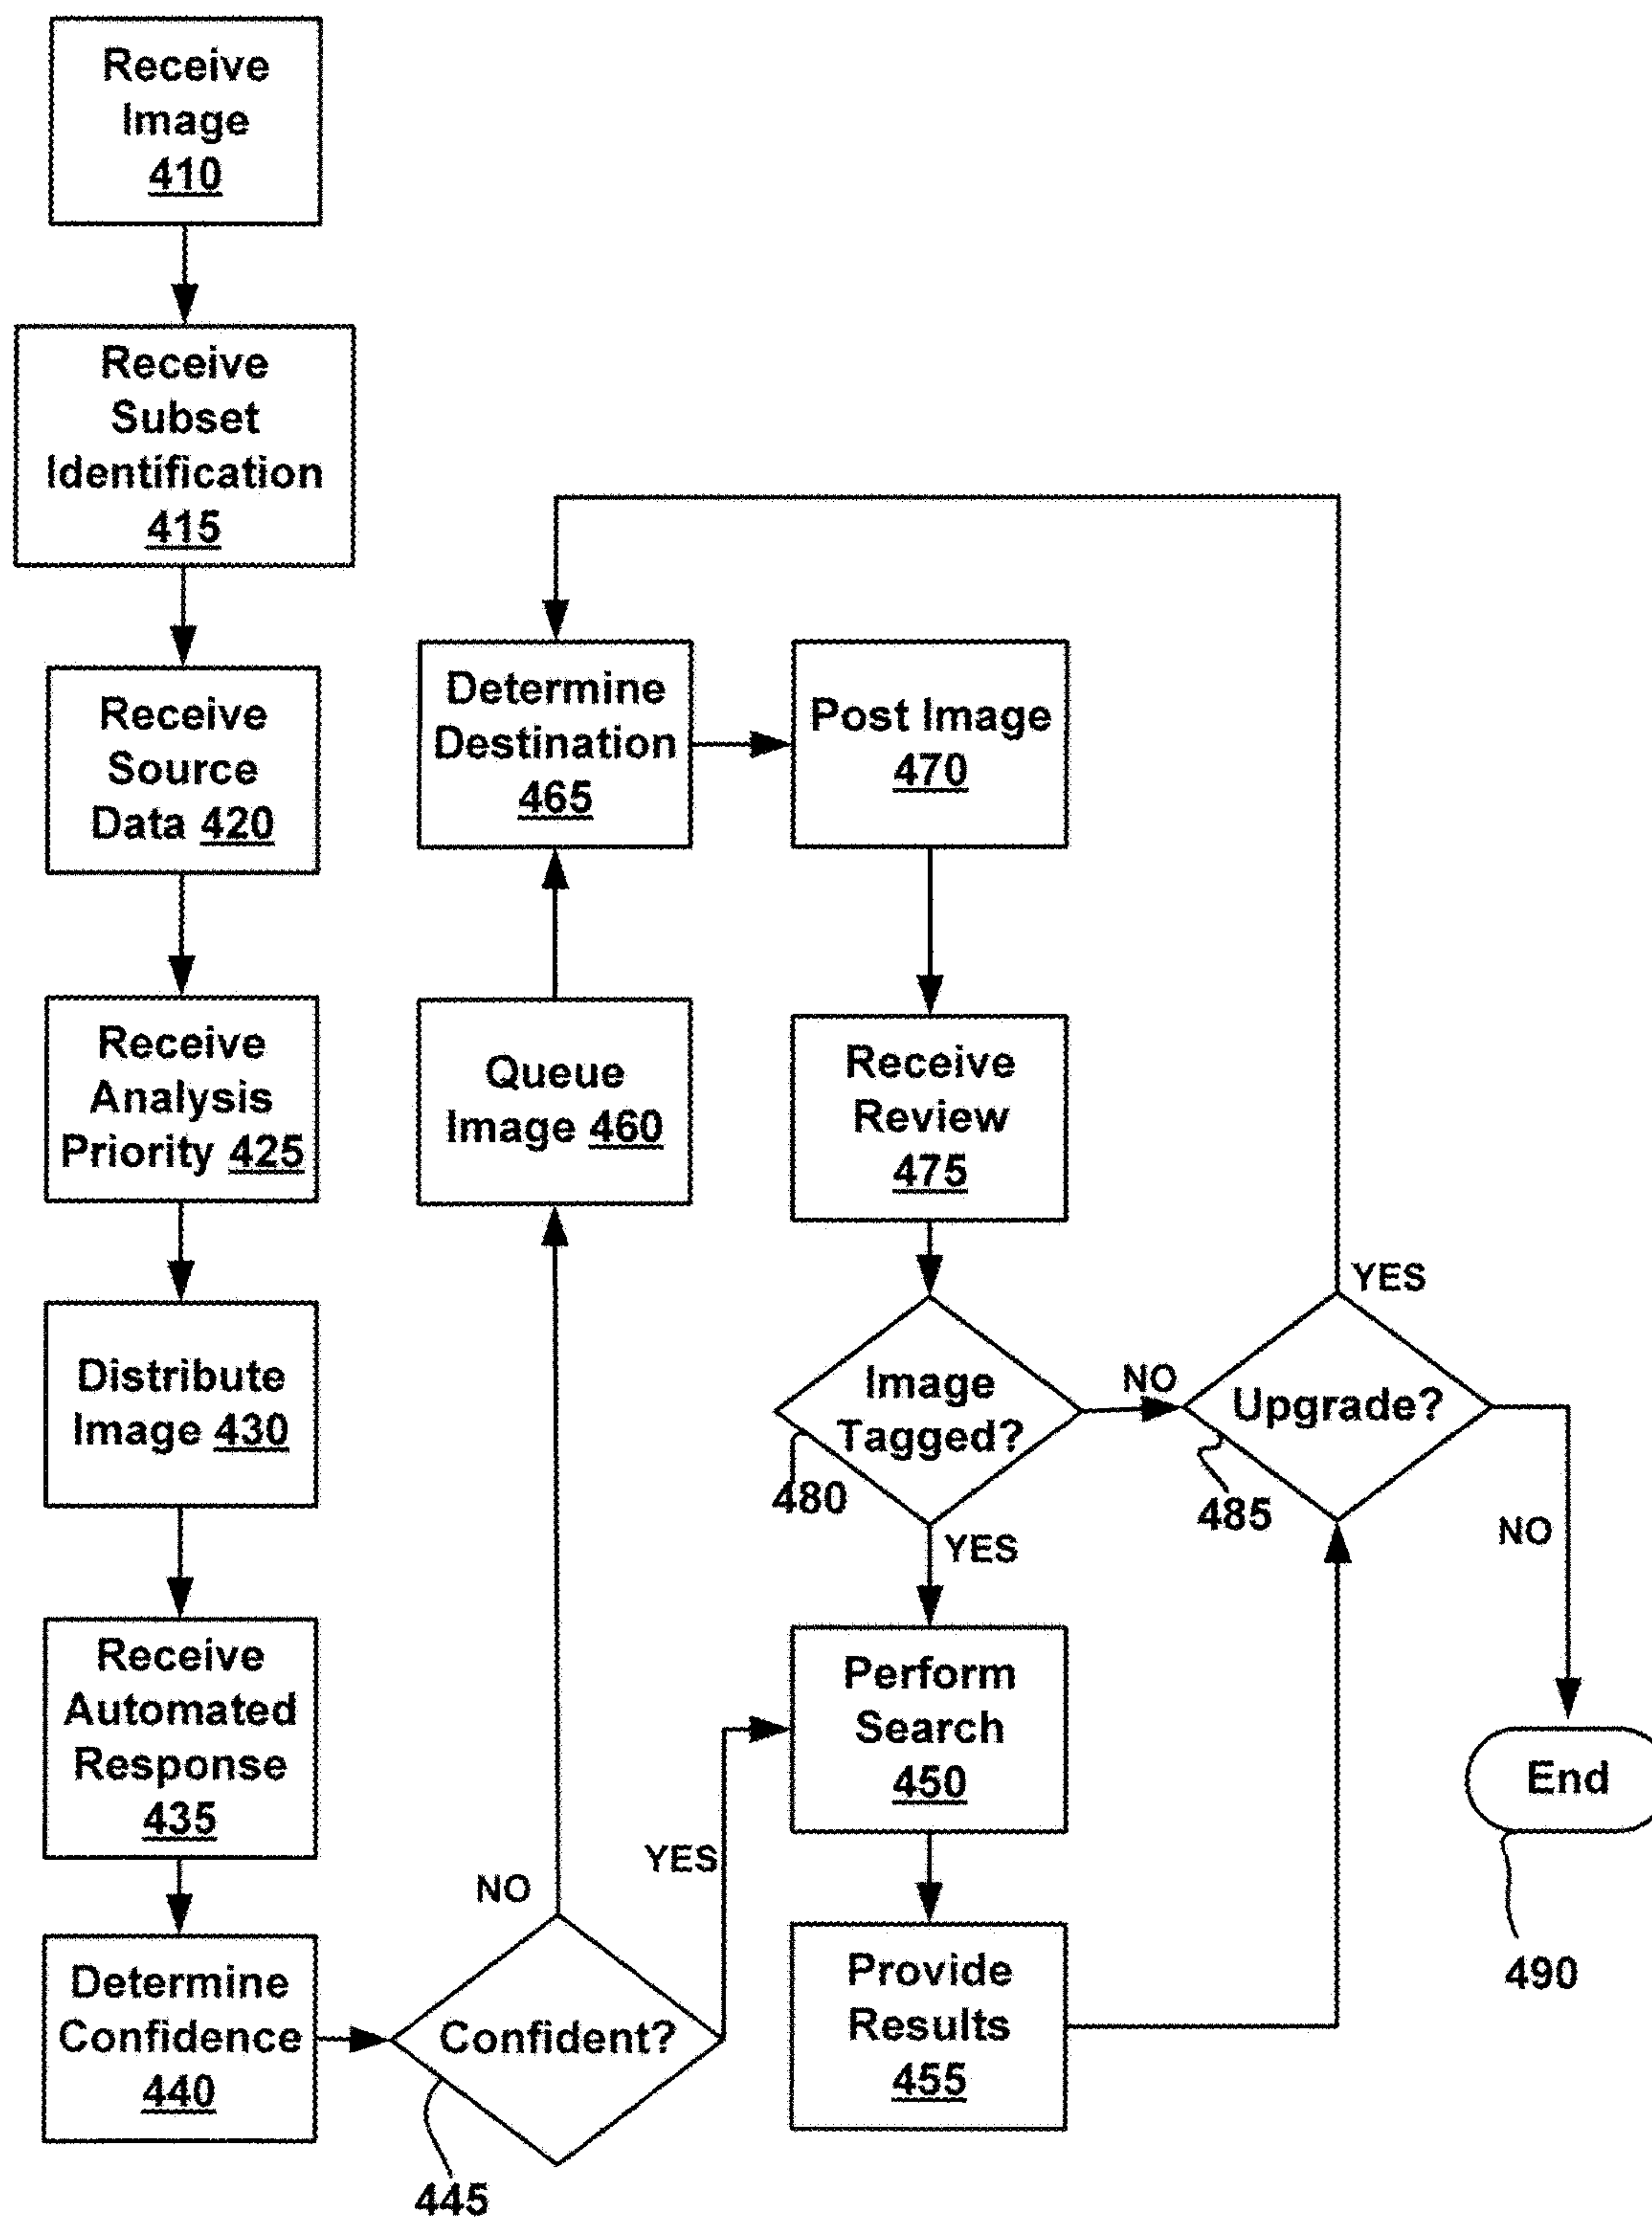 Receive
Image
410
Receive
Subset
Identification
415
Receive
Source
Data 420
Receive
Analysis
Priority 425
Distribute
Image 430
Receive
Automated
Response
435
Determine
Confidence
440
Confident?
445
NO
YES
Queue
Image 460
Determine
Destination
465
Post Image
470
Receive
Review
475
Image
Tagged?
480
NO
YES
Perform
Search
450
Provide
Results
455
Upgrade?
485
YES
NO
End
490